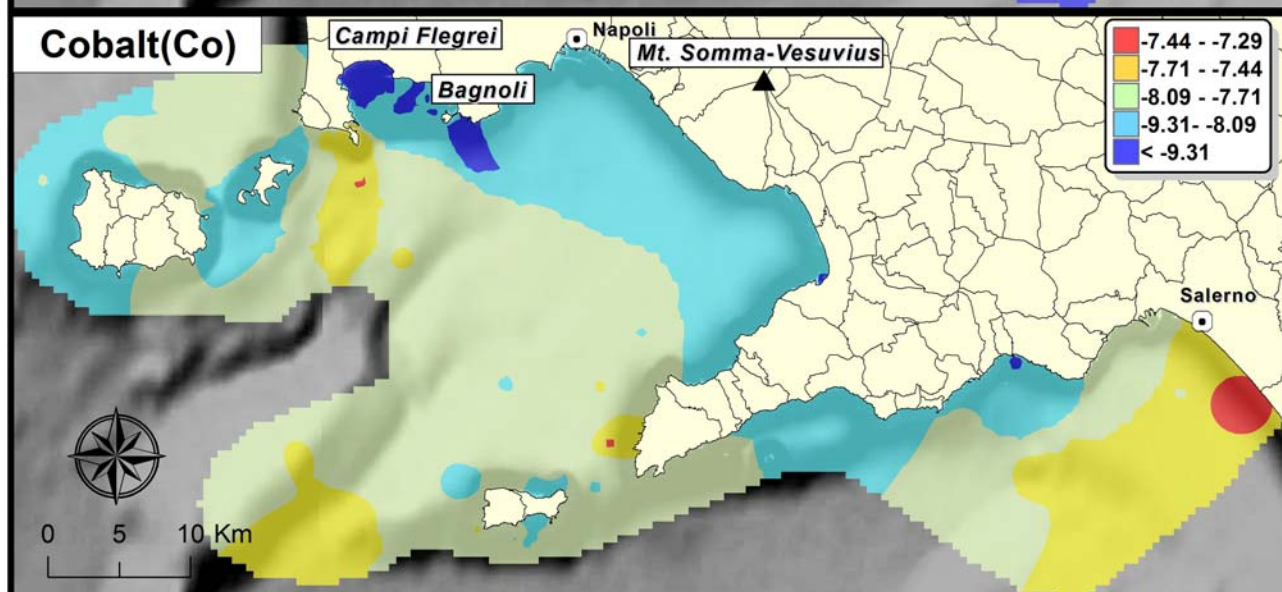 Cobalt(Co)
Campi Flegrei
Napoli
Mt. Somma-Vesuvius
Bagnoli
-7.44 - -7.29
-7.71 - -7.44
-8.09 - -7.71
-9.31- -8.09
< -9.31
Salerno
0 5 10 Km